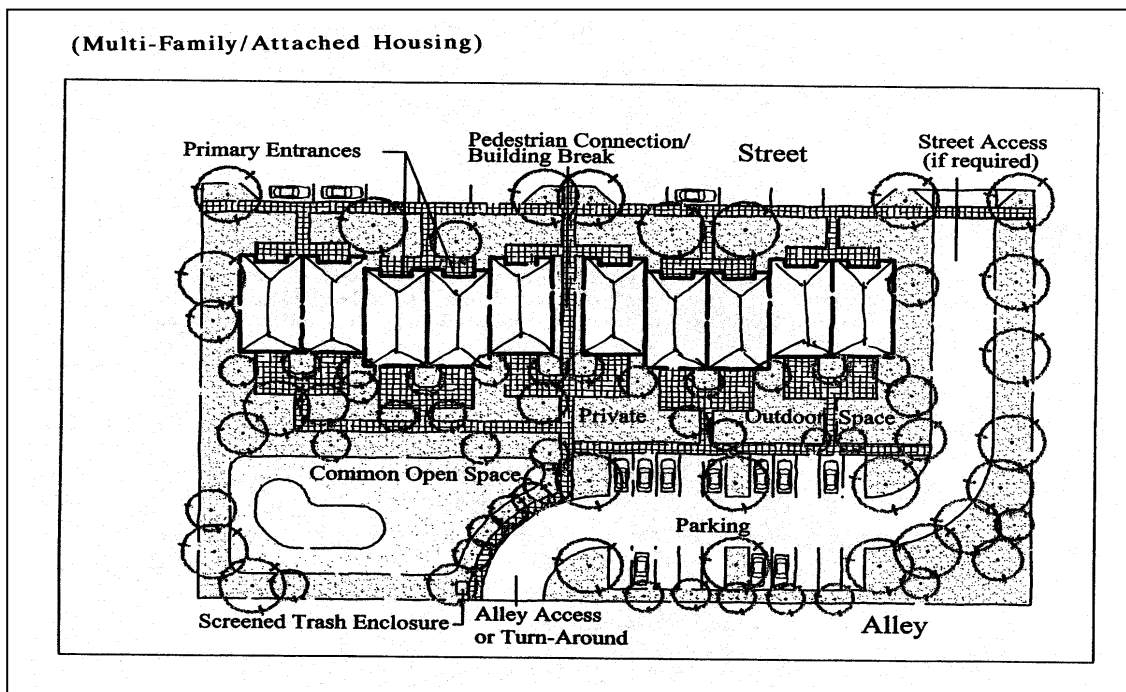 (Multi-Family/Attached Housing)
Primary Entrances
Pedestrian Connection/
Building Break
Street
Street Access
(if required)
Private
Outdoor Space
Common Open Space
Parking
Screened Trash Enclosure
Alley Access
or Turn-Around
Alley